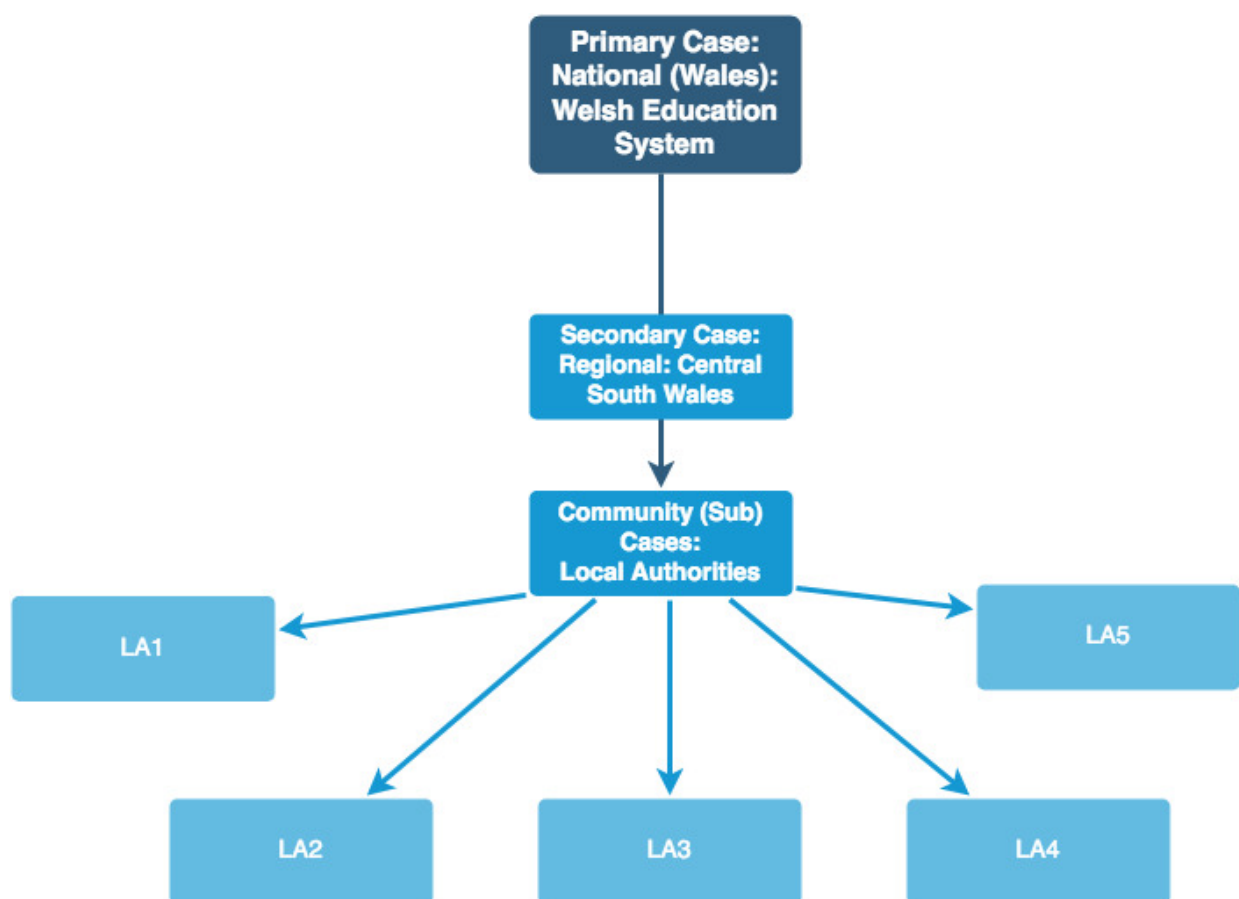 Primary Case:
National (Wales):
Welsh Education
System
Secondary Case:
Regional: Central
South Wales
Community (Sub)
Cases:
Local Authorities
LA1
LA5
LA2
LA3
LA4